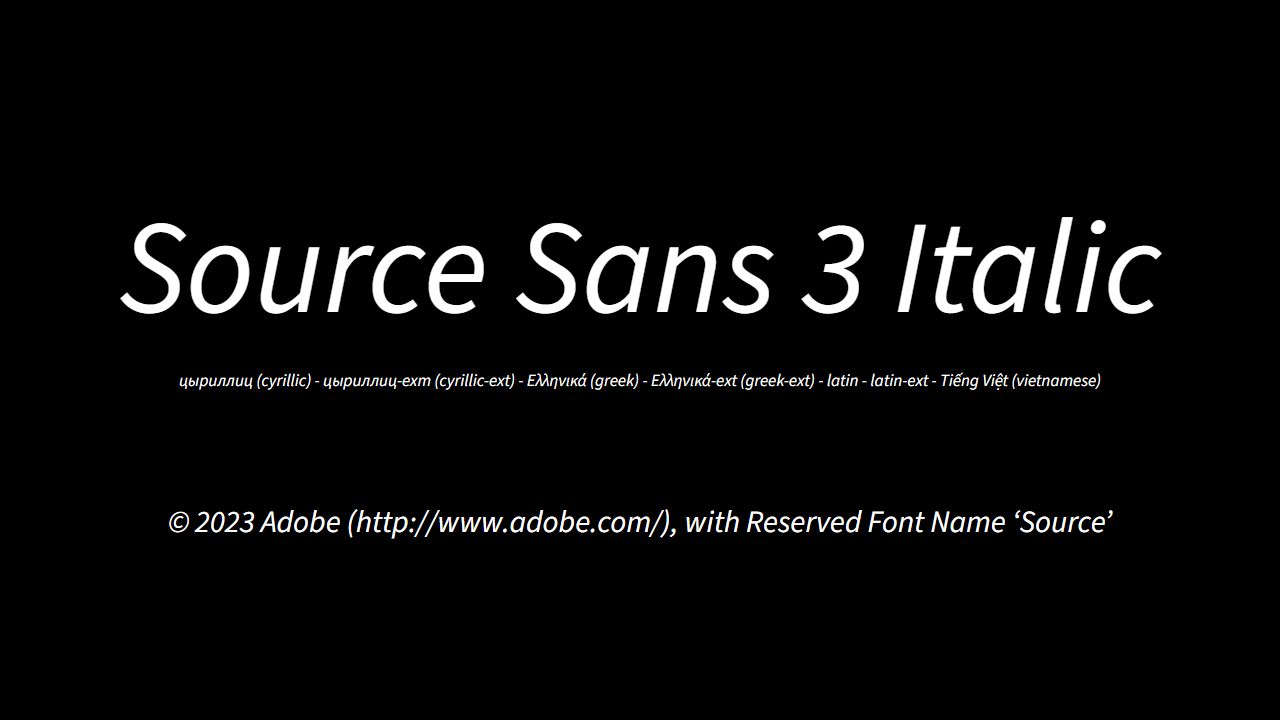 Source Sans 3 Italic
цыриллиц (cyrillic) - цыриллиц-ext (cyrillic-ext) - Ελληνικά (greek) - Ελληνικά-ext (greek-ext) - latin - latin-ext - Tiếng Việt (vietnamese)
© 2023 Adobe (http://www.adobe.com/), with Reserved Font Name ‘Source’